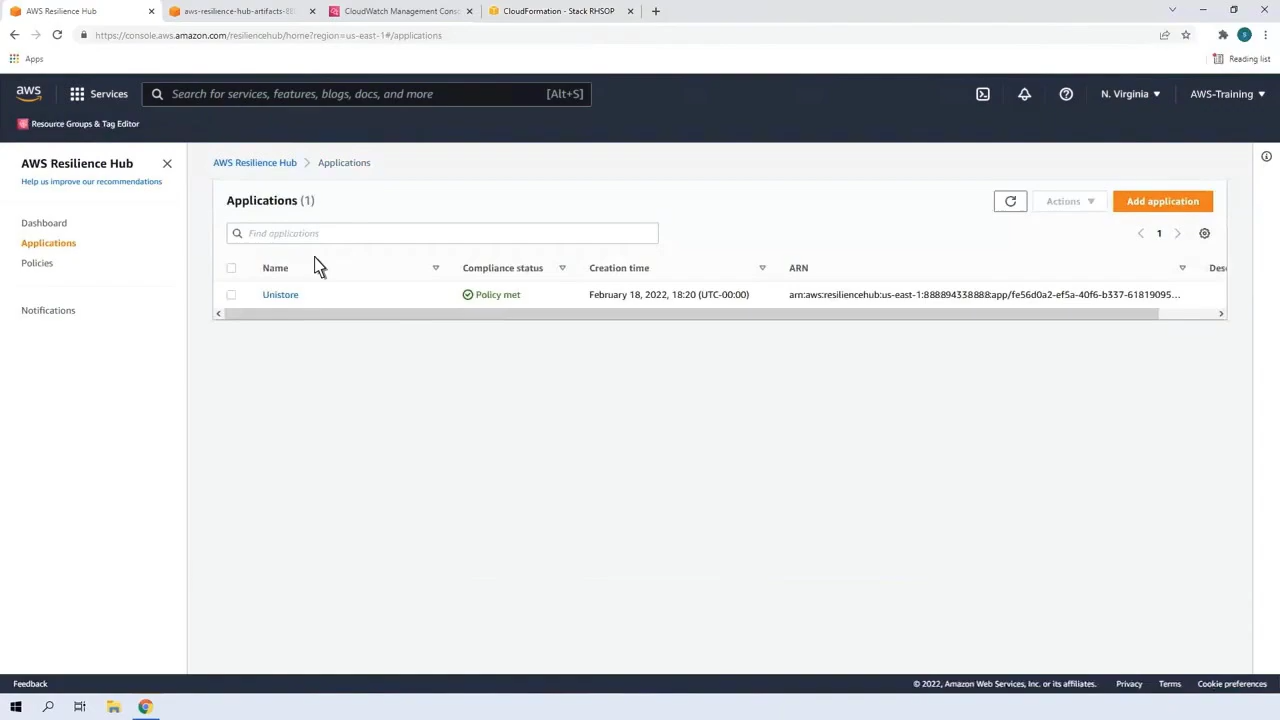 AWS Resilience Hub
aws-resilience-hub-artifacts-88
CloudWatch Management Conso
CloudFormation - Stack RHSOP
https://console.aws.amazon.com/resiliencehub/home?region=us-east-1#/applications
S
Apps
Reading list
aws
Services
Search for services, features, blogs, docs, and more
[Alt+S]
N. Virginia
AWS-Training
Resource Groups & Tag Editor
AWS Resilience Hub
Help us improve our recommendations
Dashboard
Applications
Policies
Notifications
AWS Resilience Hub
Applications
Applications (1)
Actions
Add application
Find applications
1
Name
Compliance status
Creation time
ARN
Des
Unistore
Policy met
February 18, 2022, 18:20 (UTC-00:00)
arn:aws:resiliencehub:us-east-1:888894338888:app/fe56d0a2-ef5a-40f6-b337-61819095...
Feedback
© 2022, Amazon Web Services, Inc. or its affiliates.
Privacy
Terms
Cookie preferences